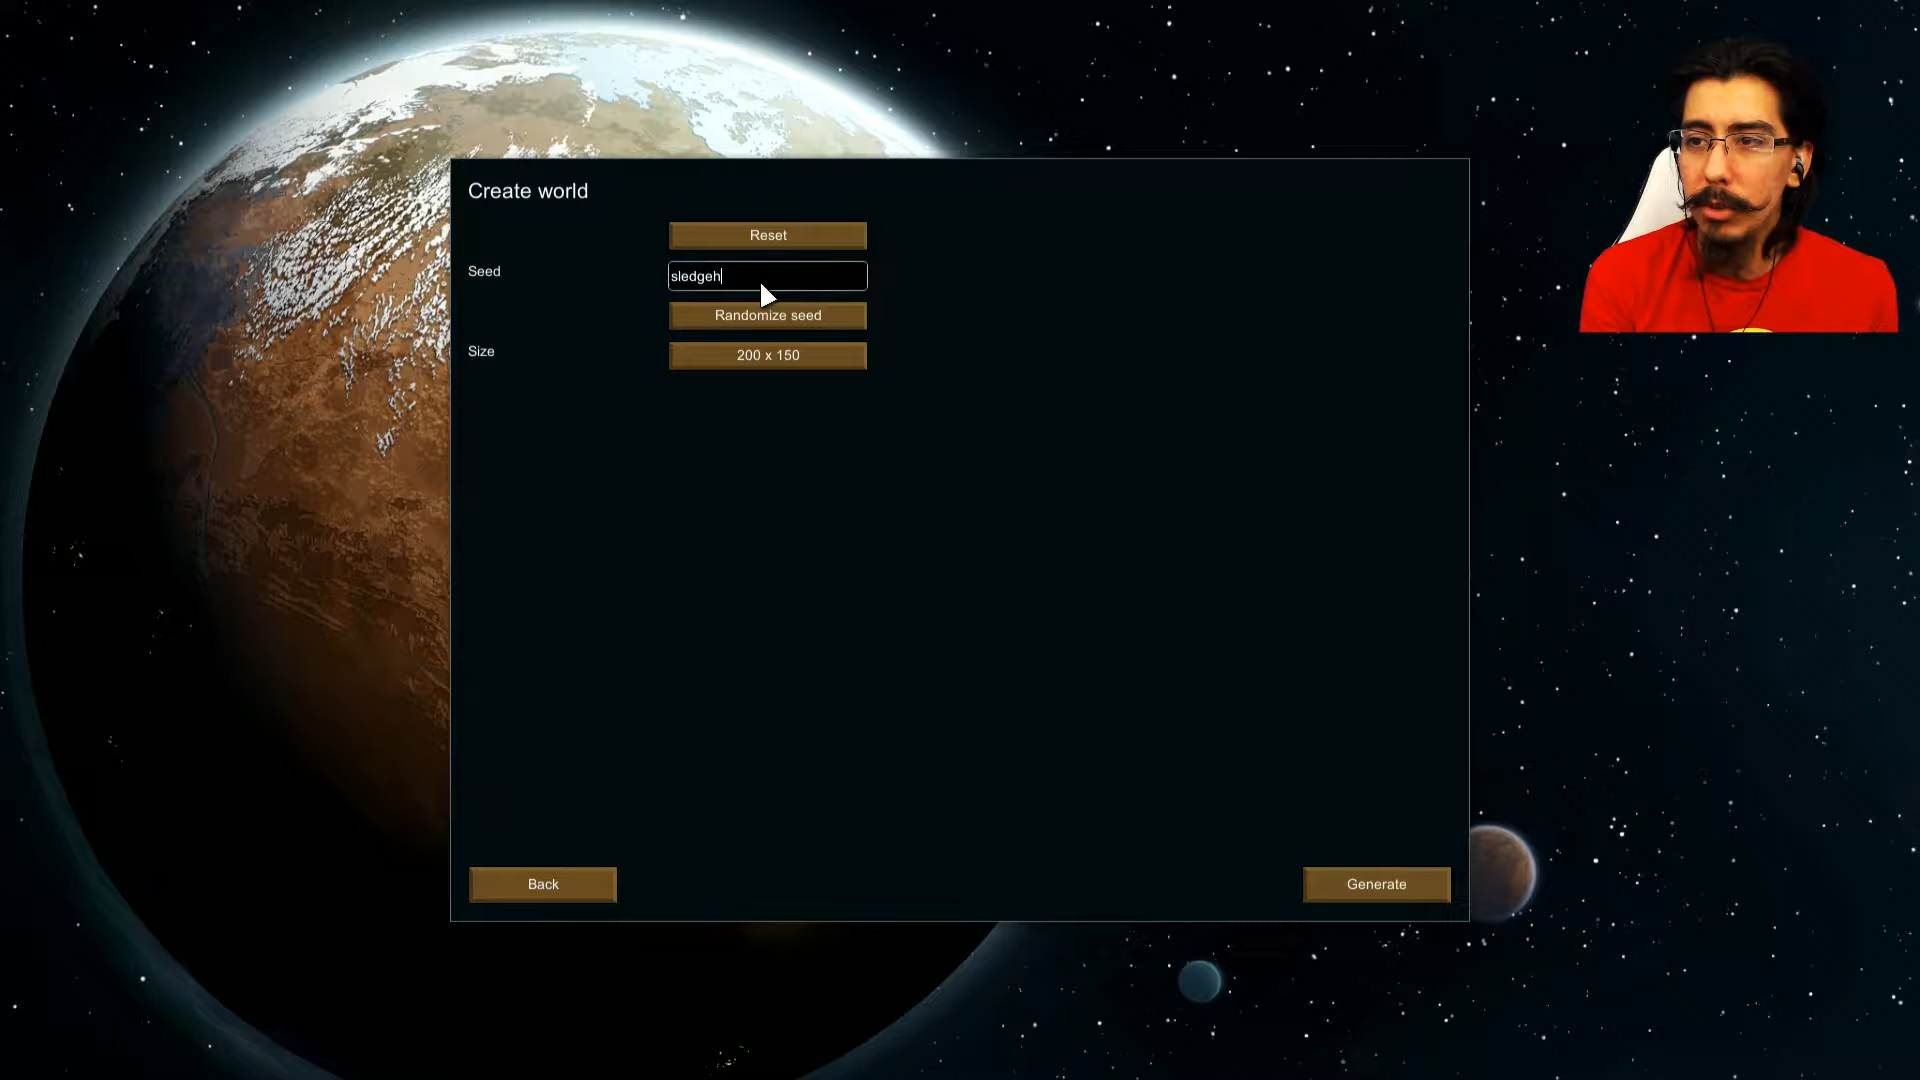 Create world
Reset
Seed
sledgeh
Randomize seed
Size
200 x 150
Back
Generate